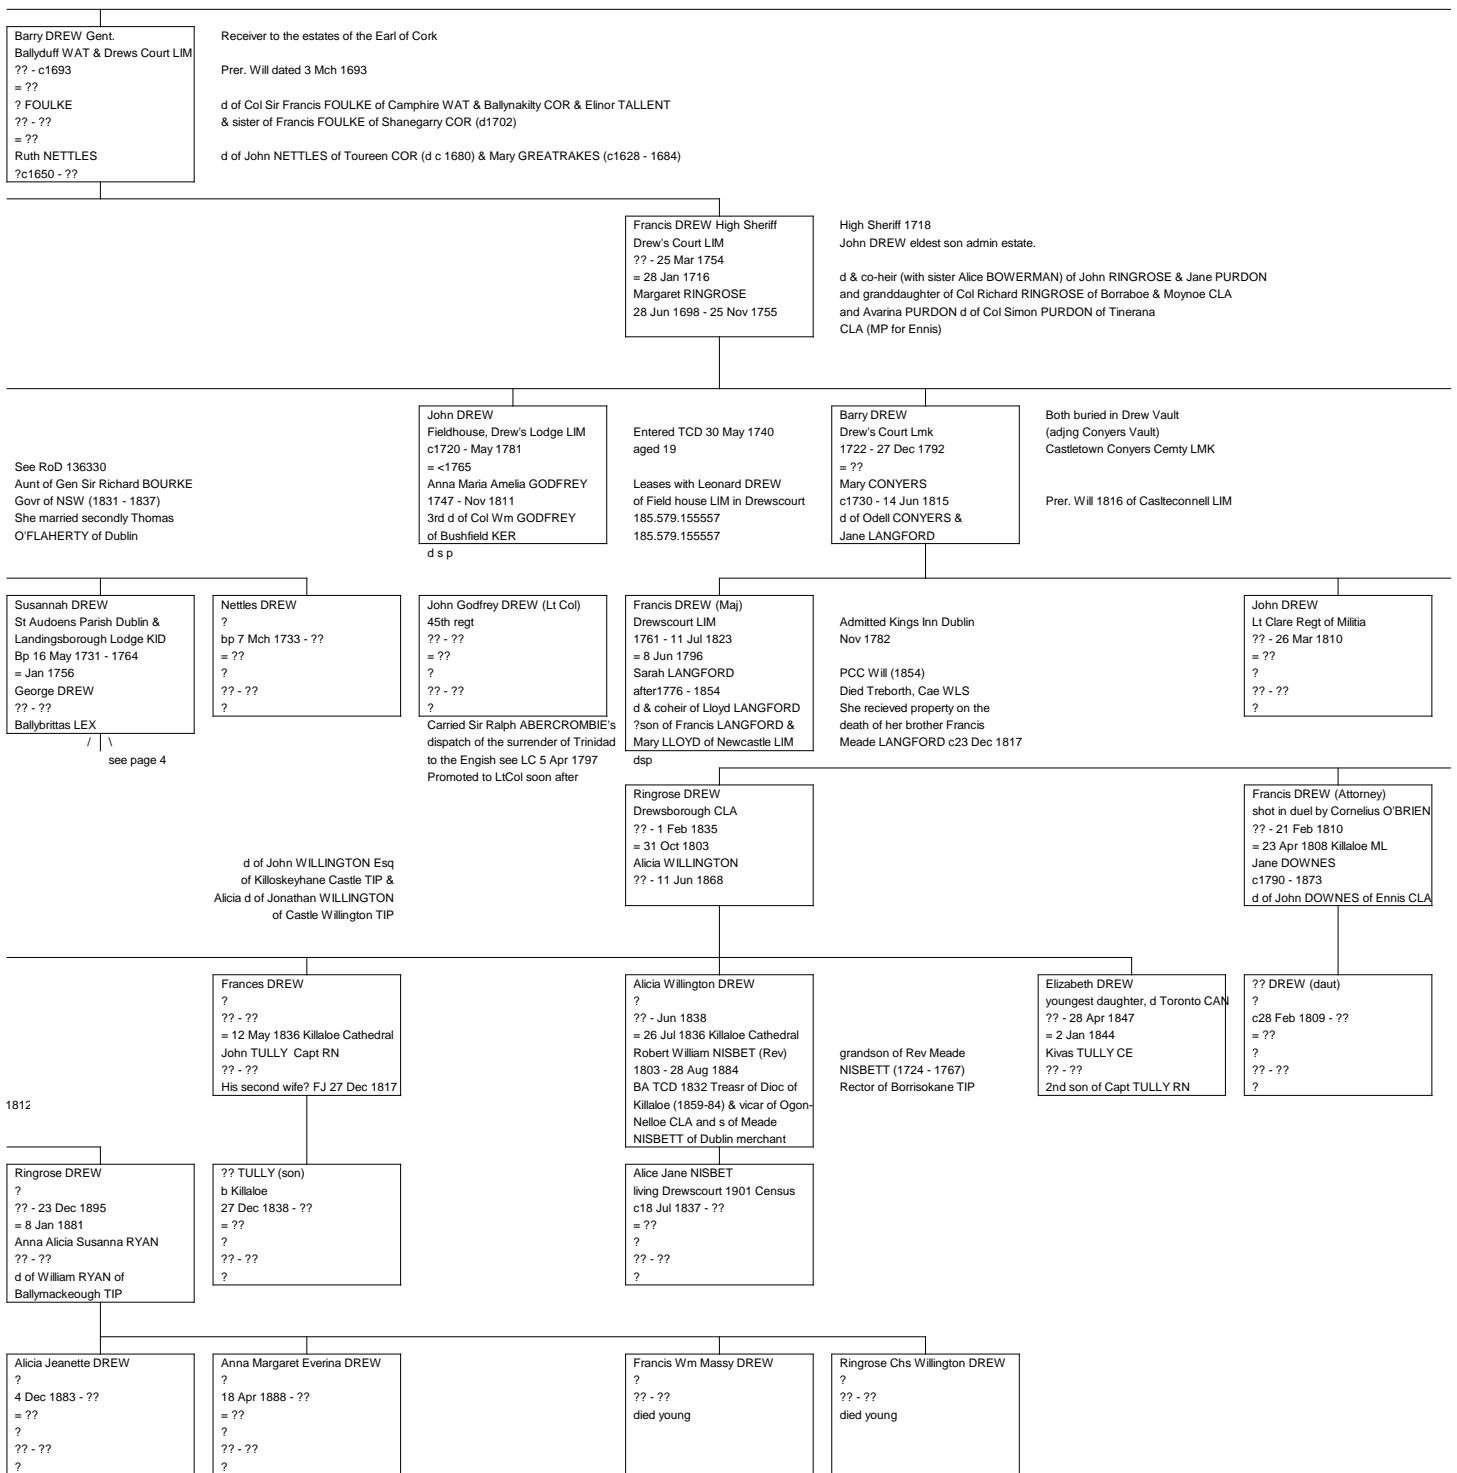 Barry DREW Gent.
Ballyduff WAT & Drews Court LIM
?? - c1693
= ??
? FOULKE
?? - ??
= ??
Ruth NETTLES
?c1650 - ??
Receiver to the estates of the Earl of Cork
Prer. Will dated 3 Mch 1693
d of Col Sir Francis FOULKE of Camphire WAT & Ballynakilty COR & Elinor TALLENT
& sister of Francis FOULKE of Shanegarry COR (d1702)
d of John NETTLES of Toureen COR (d c 1680) & Mary GREATRAKES (c1628 - 1684)
Francis DREW High Sheriff
Drew's Court LIM
?? - 25 Mar 1754
= 28 Jan 1716
Margaret RINGROSE
28 Jun 1698 - 25 Nov 1755
High Sheriff 1718
John DREW eldest son admin estate.
d & co-heir (with sister Alice BOWERMAN) of John RINGROSE & Jane PURDON
and granddaughter of Col Richard RINGROSE of Borraboe & Moynoe CLA
and Avarina PURDON d of Col Simon PURDON of Tinerana
CLA (MP for Ennis)
See RoD 136330
Aunt of Gen Sir Richard BOURKE
Govr of NSW (1831 - 1837)
She married secondly Thomas
O'FLAHERTY of Dublin
John DREW
Fieldhouse, Drew's Lodge LIM
c1720 - May 1781
= <1765
Anna Maria Amelia GODFREY
1747 - Nov 1811
3rd d of Col Wm GODFREY
of Bushfield KER
d s p
Entered TCD 30 May 1740
aged 19
Leases with Leonard DREW
of Field house LIM in Drewscourt
185.579.155557
185.579.155557
Barry DREW
Drew's Court Lmk
1722 - 27 Dec 1792
= ??
Mary CONYERS
c1730 - 14 Jun 1815
d of Odell CONYERS &
Jane LANGFORD
Both buried in Drew Vault
(adjng Conyers Vault)
Castletown Conyers Cemty LMK
Prer. Will 1816 of Caslteconnell LIM
Susannah DREW
St Audoens Parish Dublin &
Landingsborough Lodge KID
Bp 16 May 1731 - 1764
= Jan 1756
George DREW
?? - ??
Ballybrittas LEX
/ \
see page 4
Nettles DREW
?
bp 7 Mch 1733 - ??
= ??
?
?? - ??
?
John Godfrey DREW (Lt Col)
45th regt
?? - ??
= ??
?
?? - ??
?
Carried Sir Ralph ABERCROMBIE's
dispatch of the surrender of Trinidad
to the Engish see LC 5 Apr 1797
Promoted to LtCol soon after
Francis DREW (Maj)
Drewscourt LIM
1761 - 11 Jul 1823
= 8 Jun 1796
Sarah LANGFORD
after1776 - 1854
d & coheir of Lloyd LANGFORD
?son of Francis LANGFORD &
Mary LLOYD of Newcastle LIM
dsp
Admitted Kings Inn Dublin
Nov 1782
PCC Will (1854)
Died Treborth, Cae WLS
She recieved property on the
death of her brother Francis
Meade LANGFORD c23 Dec 1817
John DREW
Lt Clare Regt of Militia
?? - 26 Mar 1810
= ??
?
?? - ??
?
d of John WILLINGTON Esq
of Killoskeyhane Castle TIP &
Alicia d of Jonathan WILLINGTON
of Castle Willington TIP
Ringrose DREW
Drewsborough CLA
?? - 1 Feb 1835
= 31 Oct 1803
Alicia WILLINGTON
?? - 11 Jun 1868
Francis DREW (Attorney)
shot in duel by Cornelius O'BRIEN
?? - 21 Feb 1810
= 23 Apr 1808 Killaloe ML
Jane DOWNES
c1790 - 1873
d of John DOWNES of Ennis CLA
Frances DREW
?
?? - ??
= 12 May 1836 Killaloe Cathedral
John TULLY Capt RN
?? - ??
His second wife? FJ 27 Dec 1817
Alicia Willington DREW
?
?? - Jun 1838
= 26 Jul 1836 Killaloe Cathedral
Robert William NISBET (Rev)
1803 - 28 Aug 1884
BA TCD 1832 Treasr of Dioc of
Killaloe (1859-84) & vicar of Ogon-
Nelloe CLA and s of Meade
NISBETT of Dublin merchant
grandson of Rev Meade
NISBETT (1724 - 1767)
Rector of Borrisokane TIP
Elizabeth DREW
youngest daughter, d Toronto CAN
?? - 28 Apr 1847
= 2 Jan 1844
Kivas TULLY CE
?? - ??
2nd son of Capt TULLY RN
?? DREW (daut)
?
c28 Feb 1809 - ??
= ??
?
?? - ??
?
1812
Ringrose DREW
?
?? - 23 Dec 1895
= 8 Jan 1881
Anna Alicia Susanna RYAN
?? - ??
d of William RYAN of
Ballymackeough TIP
?? TULLY (son)
b Killaloe
27 Dec 1838 - ??
= ??
?
?? - ??
?
Alice Jane NISBET
living Drewscourt 1901 Census
c18 Jul 1837 - ??
= ??
?
?? - ??
?
Alicia Jeanette DREW
?
4 Dec 1883 - ??
= ??
?
?? - ??
?
Anna Margaret Everina DREW
?
18 Apr 1888 - ??
= ??
?
?? - ??
?
Francis Wm Massy DREW
?
?? - ??
died young
Ringrose Chs Willington DREW
?
?? - ??
died young